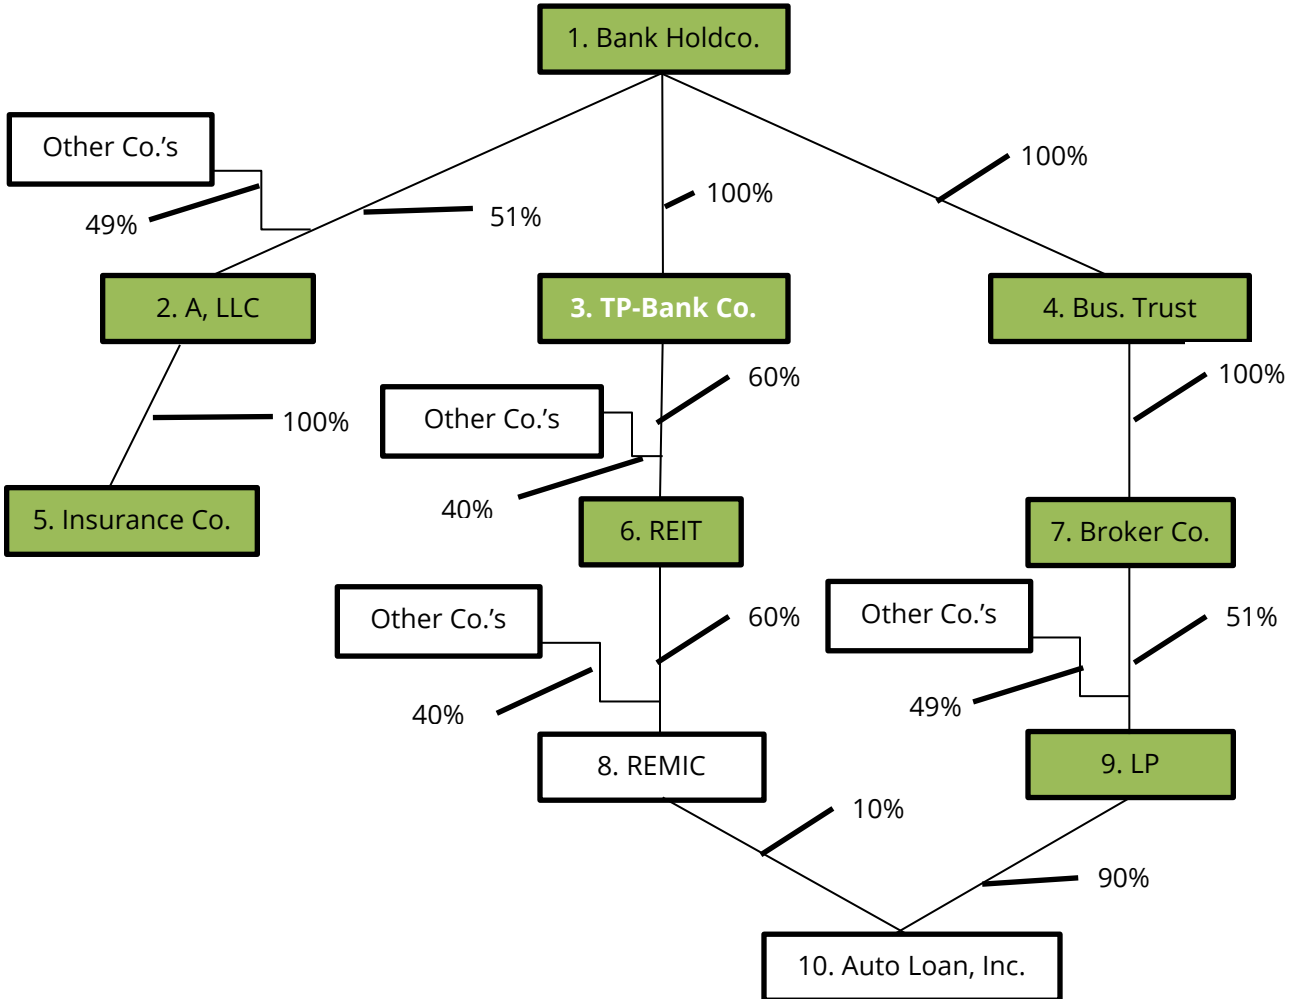 1. Bank Holdco.
Other Co.’s
100%
100%
49%
51%
2. A, LLC
3. TP-Bank Co.
4. Bus. Trust
60%
100%
Other Co.’s
100%
40%
5. Insurance Co.
6. REIT
7. Broker Co.
Other Co.’s
60%
Other Co.’s
51%
40%
49%
8. REMIC
9. LP
10%
90%
10. Auto Loan, Inc.